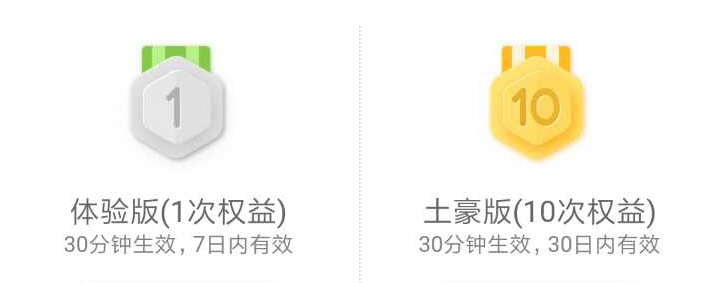 1
10
体验版(1次权益)
土豪版(10次权益)
30分钟生效, 7日内有效
30分钟生效, 30日内有效